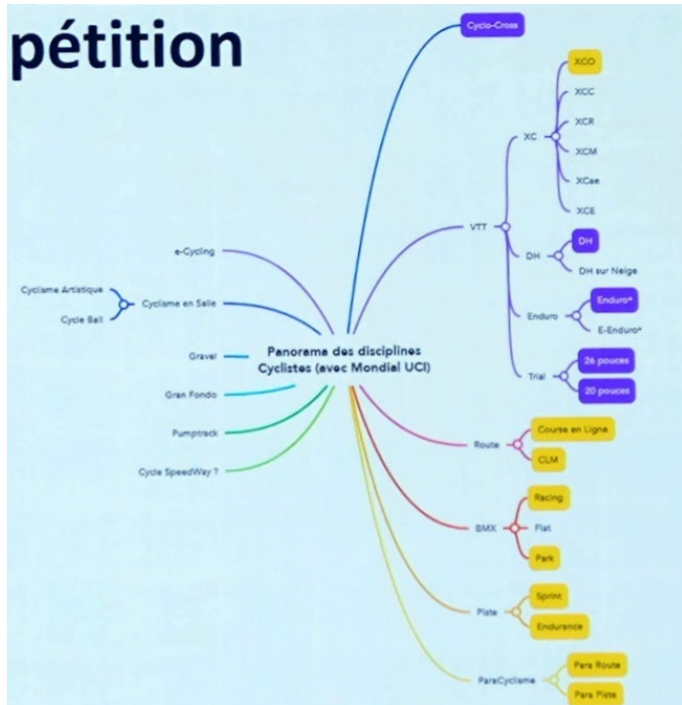 pétition
Cyclo-Cross
XCO
XCC
XCR
XC
XCM
XCae
XCE
VTT
DH
DH
DH sur Neige
Enduro*
Enduro
E-Enduro*
26 pouces
Trial
20 pouces
e-Cycling
Cyclisme Artistique
Cyclisme en Salle
Cycle Ball
Gravel
Gran Fondo
Pumptrack
Cycle SpeedWay ?
Panorama des disciplines
Cyclistes (avec Mondial UCI)
Course en Ligne
Route
CLM
Racing
BMX
Flat
Park
Sprint
Piste
Endurance
Para Route
ParaCyclisme
Para Piste